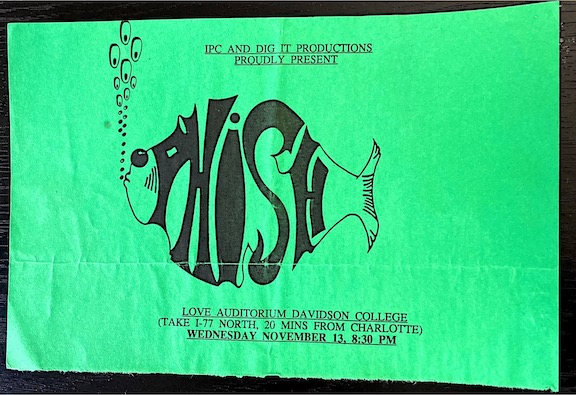 IPC AND DIG IT PRODUCTIONS
PROUDLY PRESENT
PHISH
LOVE AUDITORIUM DAVIDSON COLLEGE
(TAKE I-77 NORTH, 20 MINS FROM CHARLOTTE)
WEDNESDAY NOVEMBER 13, 8:30 PM